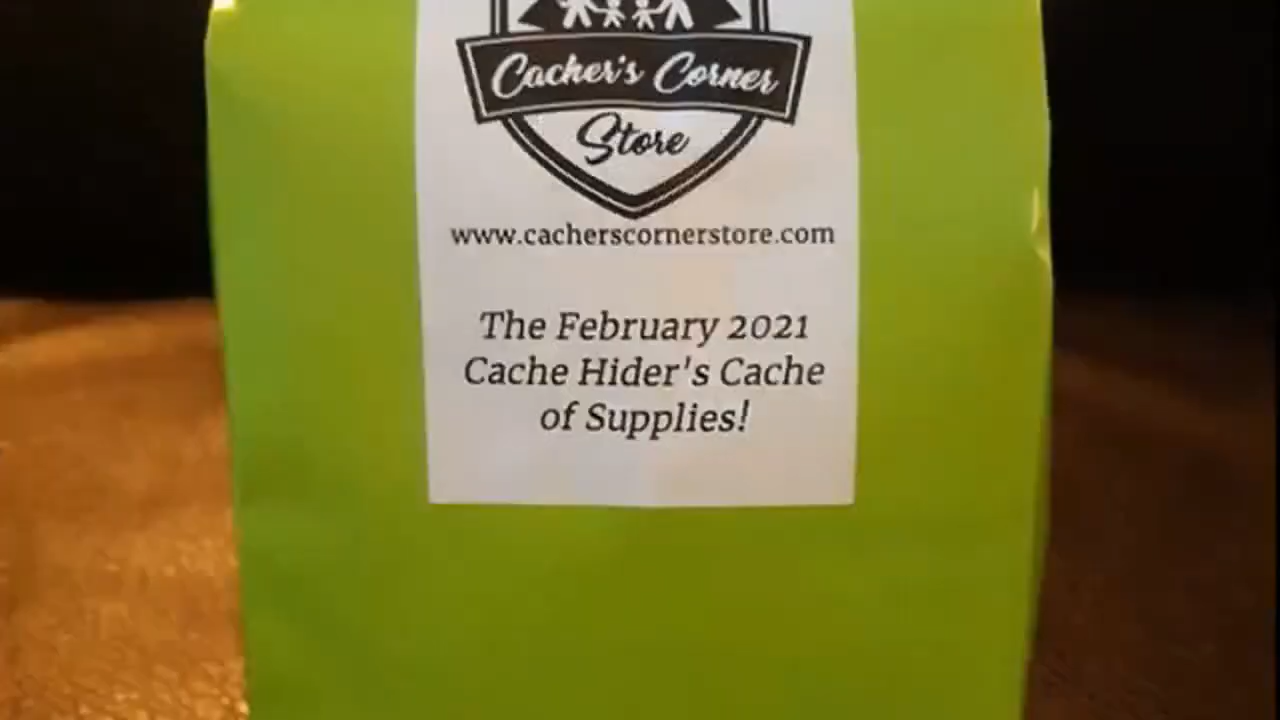 Cacher's Corner
Store
www.cacherscornerstore.com
The February 2021
Cache Hider's Cache
of Supplies!